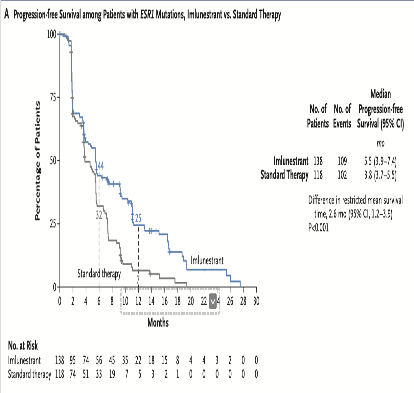 A Progression-free Survival among Patients with ESR1 Mutations, Imlunestrant vs. Standard Therapy
Percentage of Patients
100
75
50
25
0
44
32
25
Imlunestrant
Standard therapy
0 2 4 6 8 10 12 14 16 18 20 22 26 28 30
Months
No. of Patients
No. of Events
Median Progression-free Survival (95% CI)
mo
Imlunestrant 138 109 5.5 (3.9–7.4)
Standard Therapy 118 102 3.8 (3.7–5.5)
Difference in restricted mean survival
time, 2.6 mo (95% CI, 1.2–3.9)
P<0.001
No. at Risk
Imlunestrant 138 95 74 56 45 35 22 18 15 8 4 4 3 2 0 0
Standard therapy 118 74 51 33 19 7 5 3 2 1 0 0 0 0 0 0